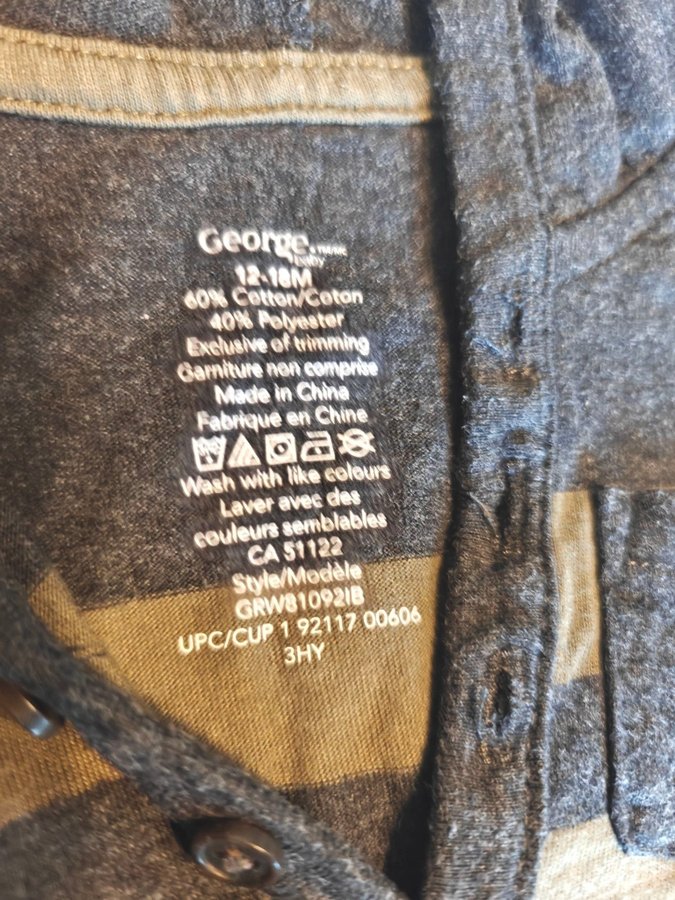 George.
baby
12-18M
60% Cotton/Coton
40% Polyester
Exclusive of trimming
Garniture non comprise
Made in China
Fabriqué en Chine
Wash with like colours
Laver avec des
couleurs semblables
CA 51122
Style/Modèle
GRW81092IB
UPC/CUP 1 92117 00606
3HY